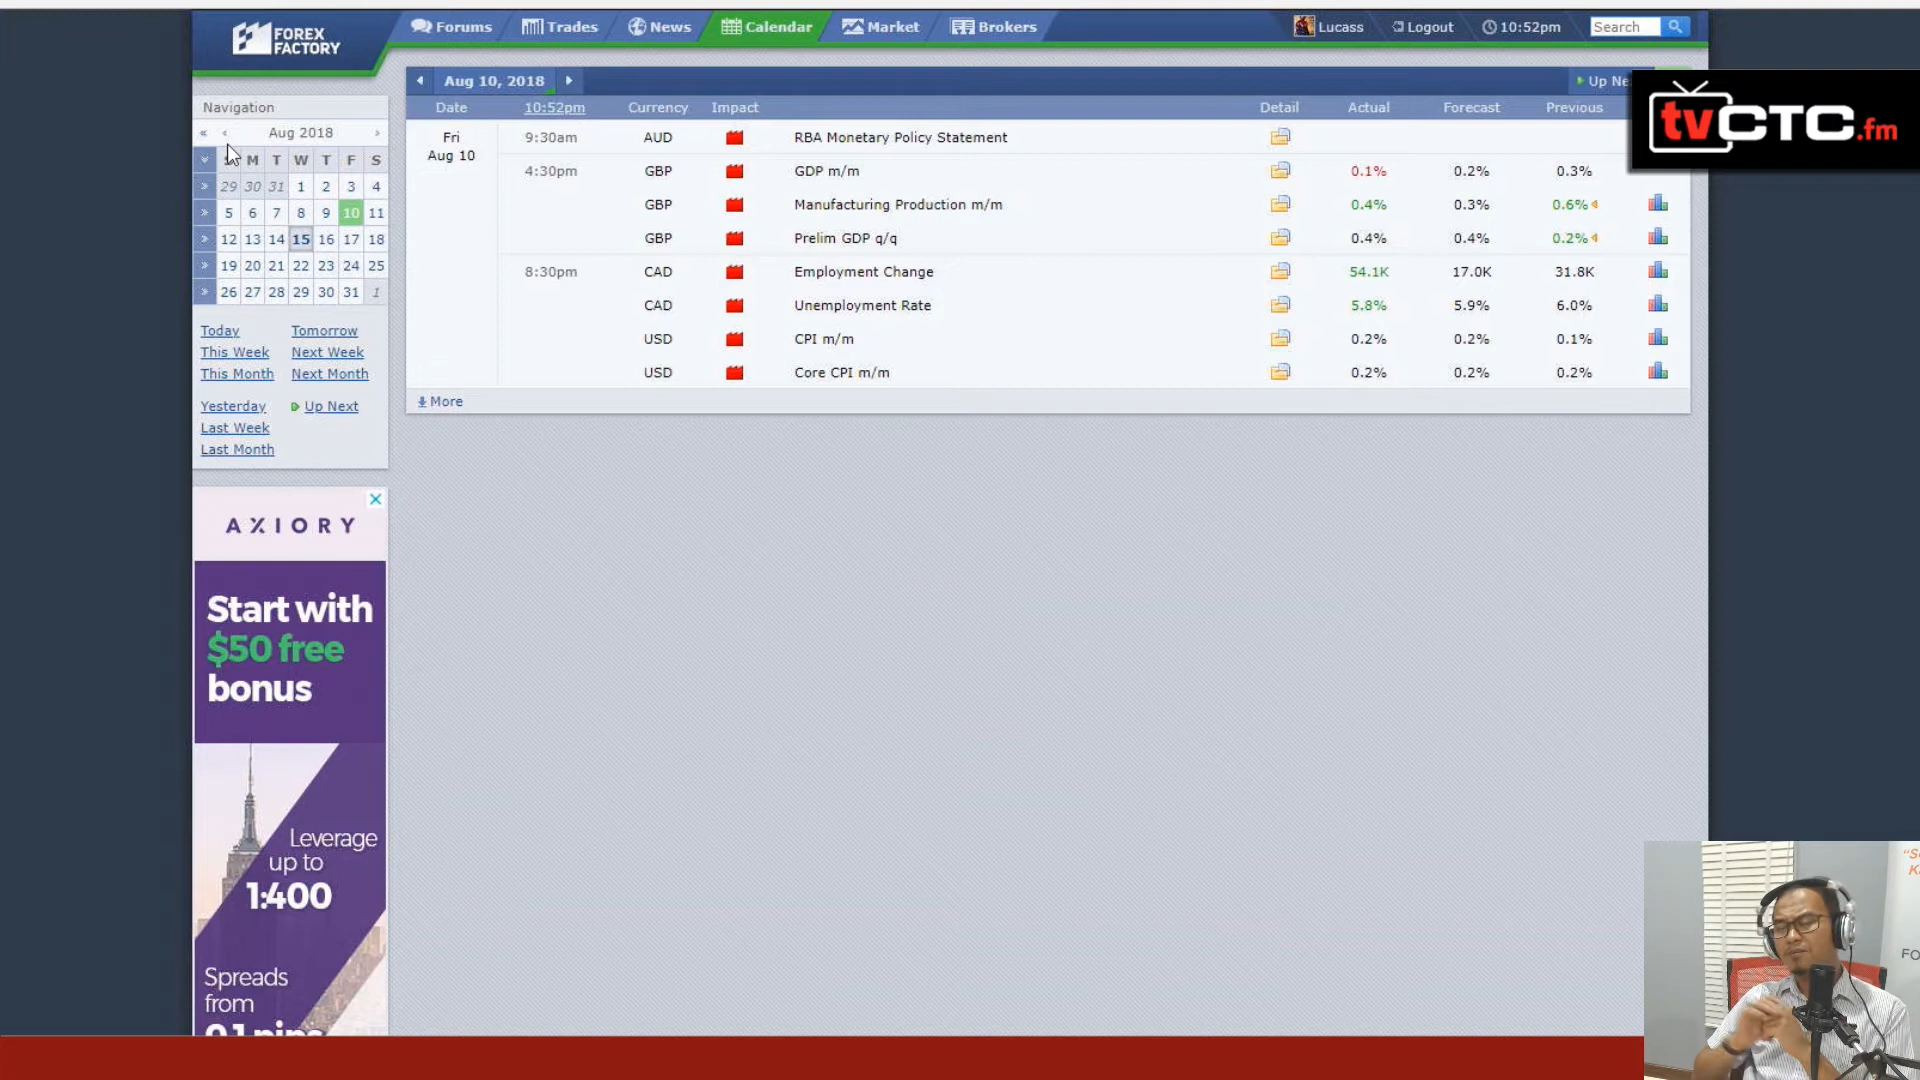 FOREX FACTORY
Forums Trades News Calendar Market Brokers Lucass Logout 10:52pm Search
Navigation
« ‹ Aug 2018 ›
M T W T F S
29 30 31 1 2 3 4
5 6 7 8 9 10 11
12 13 14 15 16 17 18
19 20 21 22 23 24 25
26 27 28 29 30 31 1
Today Tomorrow
This Week Next Week
This Month Next Month
Yesterday Up Next
Last Week
Last Month
Aug 10, 2018 Up Ne
Date 10:52pm Currency Impact Detail Actual Forecast Previous
Fri Aug 10 9:30am AUD RBA Monetary Policy Statement
4:30pm GBP GDP m/m 0.1% 0.2% 0.3%
GBP Manufacturing Production m/m 0.4% 0.3% 0.6%
GBP Prelim GDP q/q 0.4% 0.4% 0.2%
8:30pm CAD Employment Change 54.1K 17.0K 31.8K
CAD Unemployment Rate 5.8% 5.9% 6.0%
USD CPI m/m 0.2% 0.2% 0.1%
USD Core CPI m/m 0.2% 0.2% 0.2%
More
tvCTC.fm
AXIORY
Start with
$50 free
bonus
Leverage
up to
1:400
Spreads
from
0.1 pips
FO